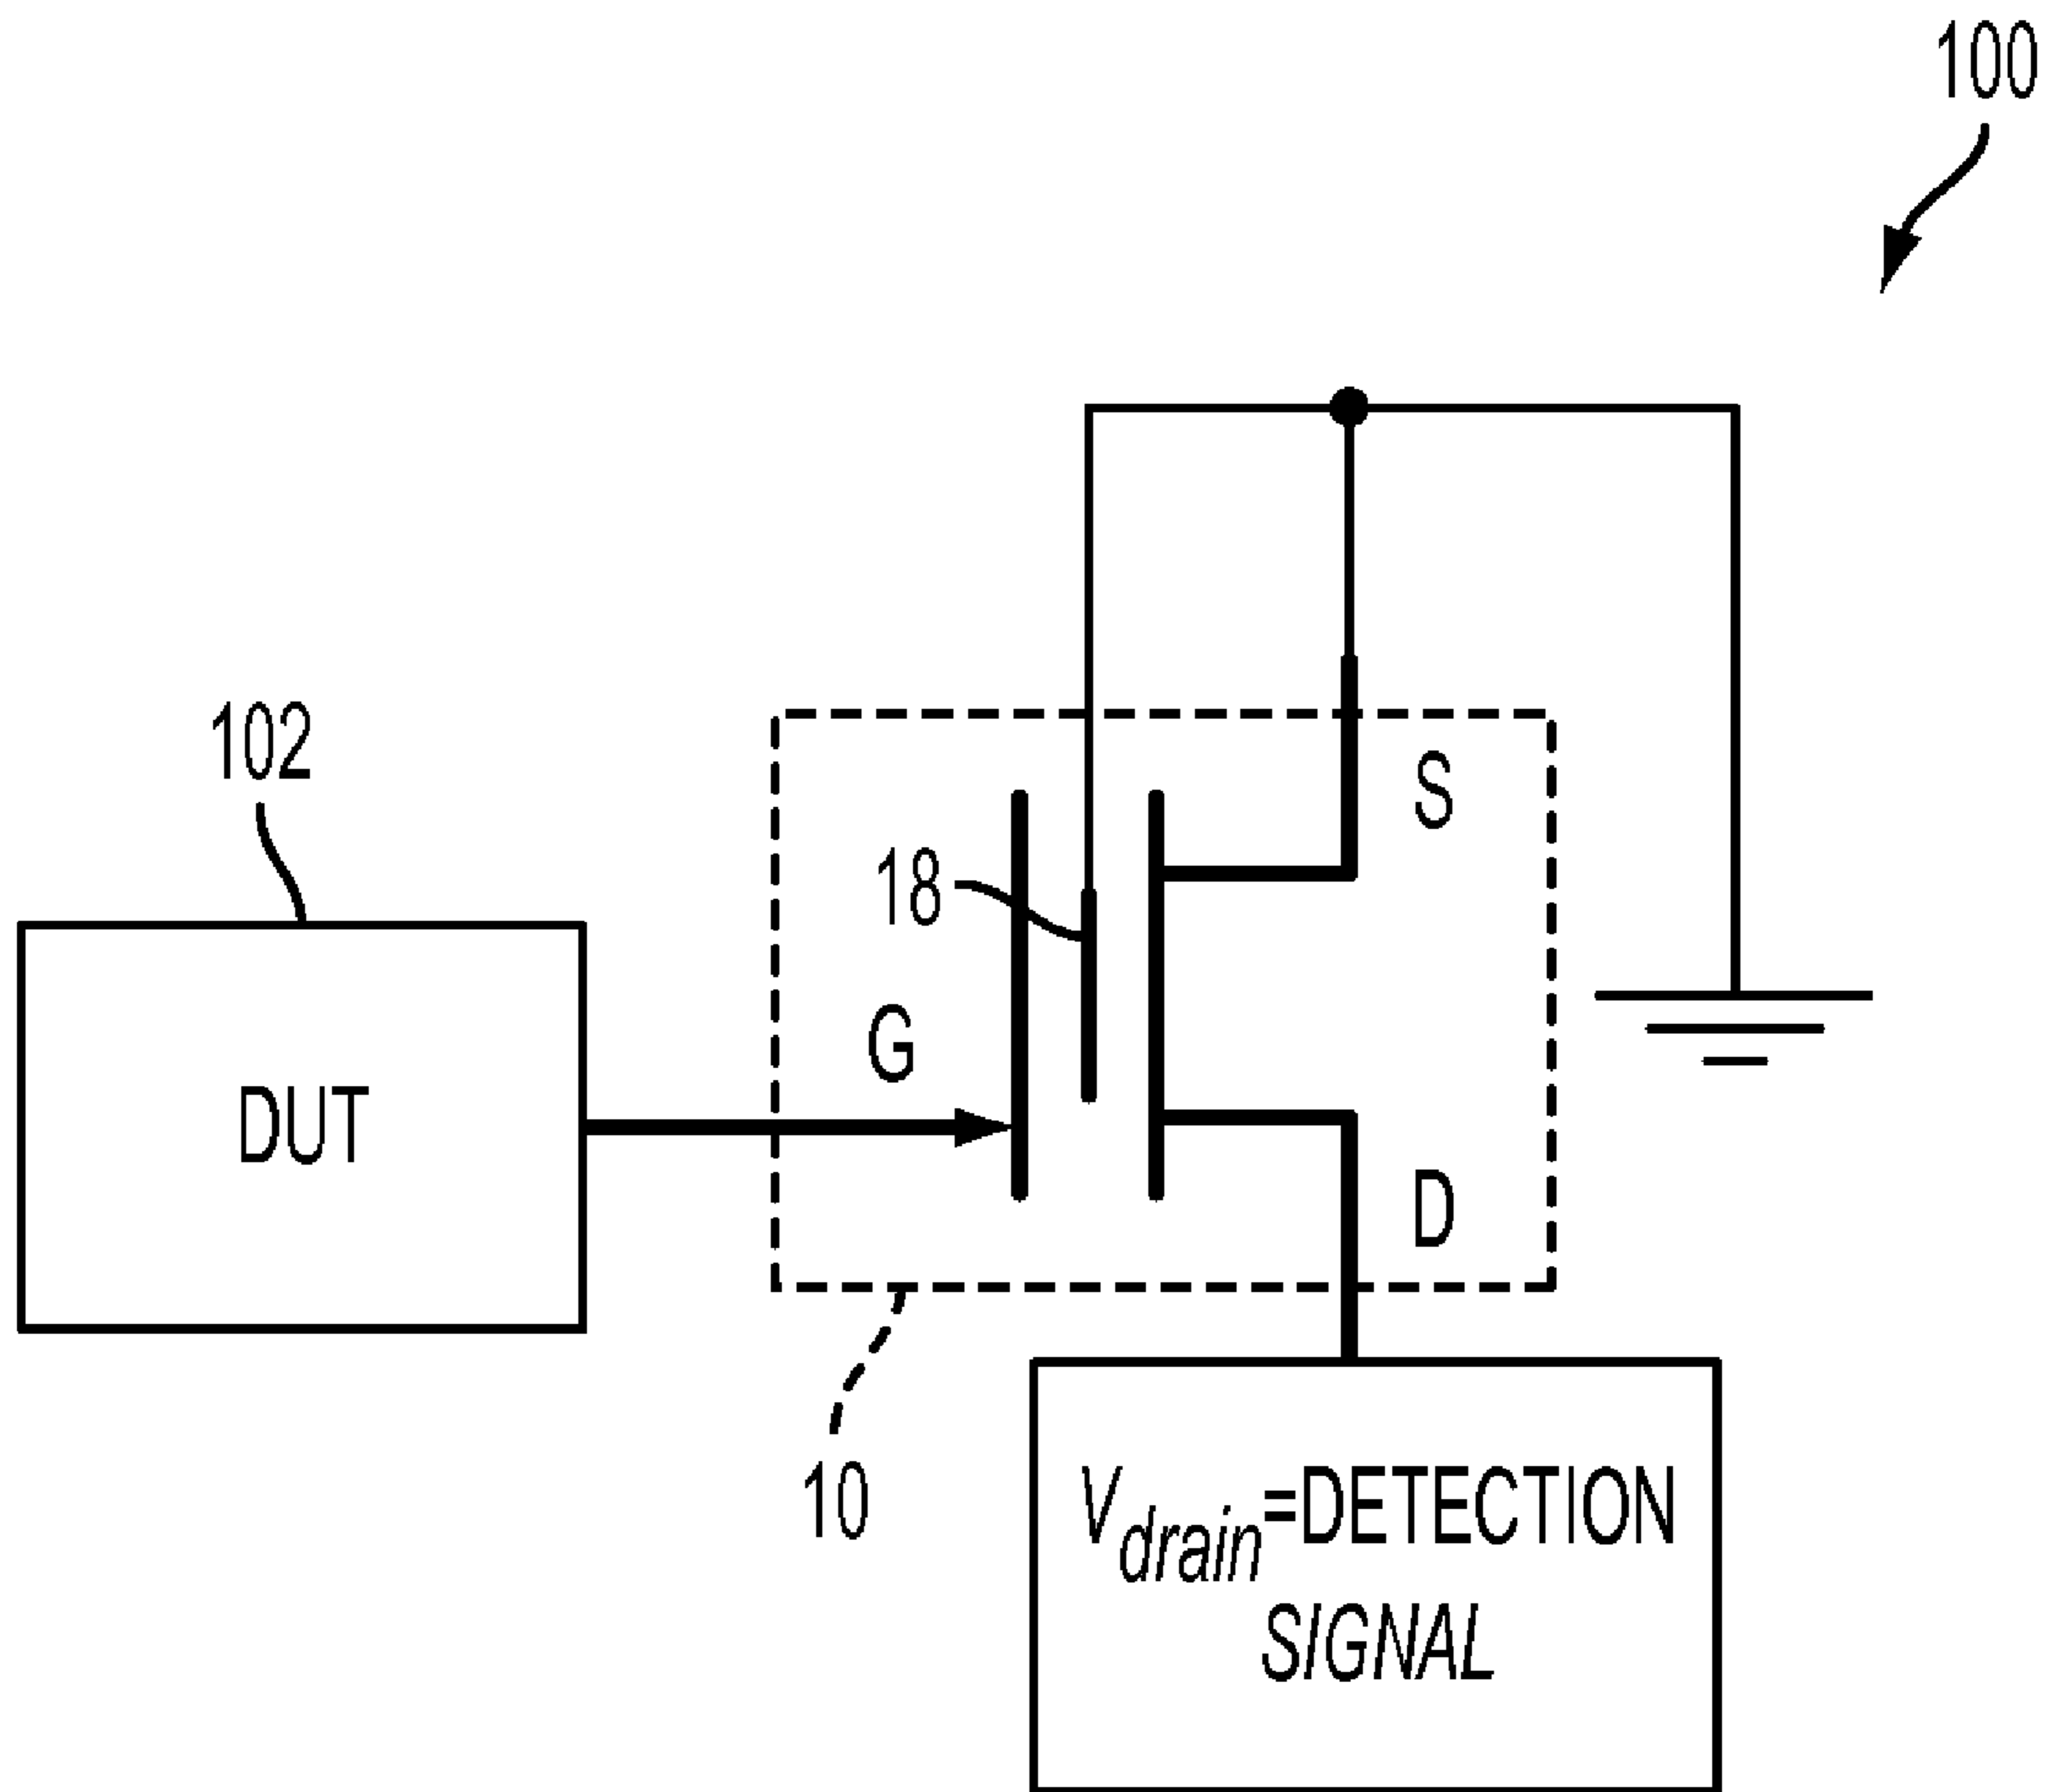 100
102
S
18
G
DUT
D
10
Vdrain=DETECTION
SIGNAL